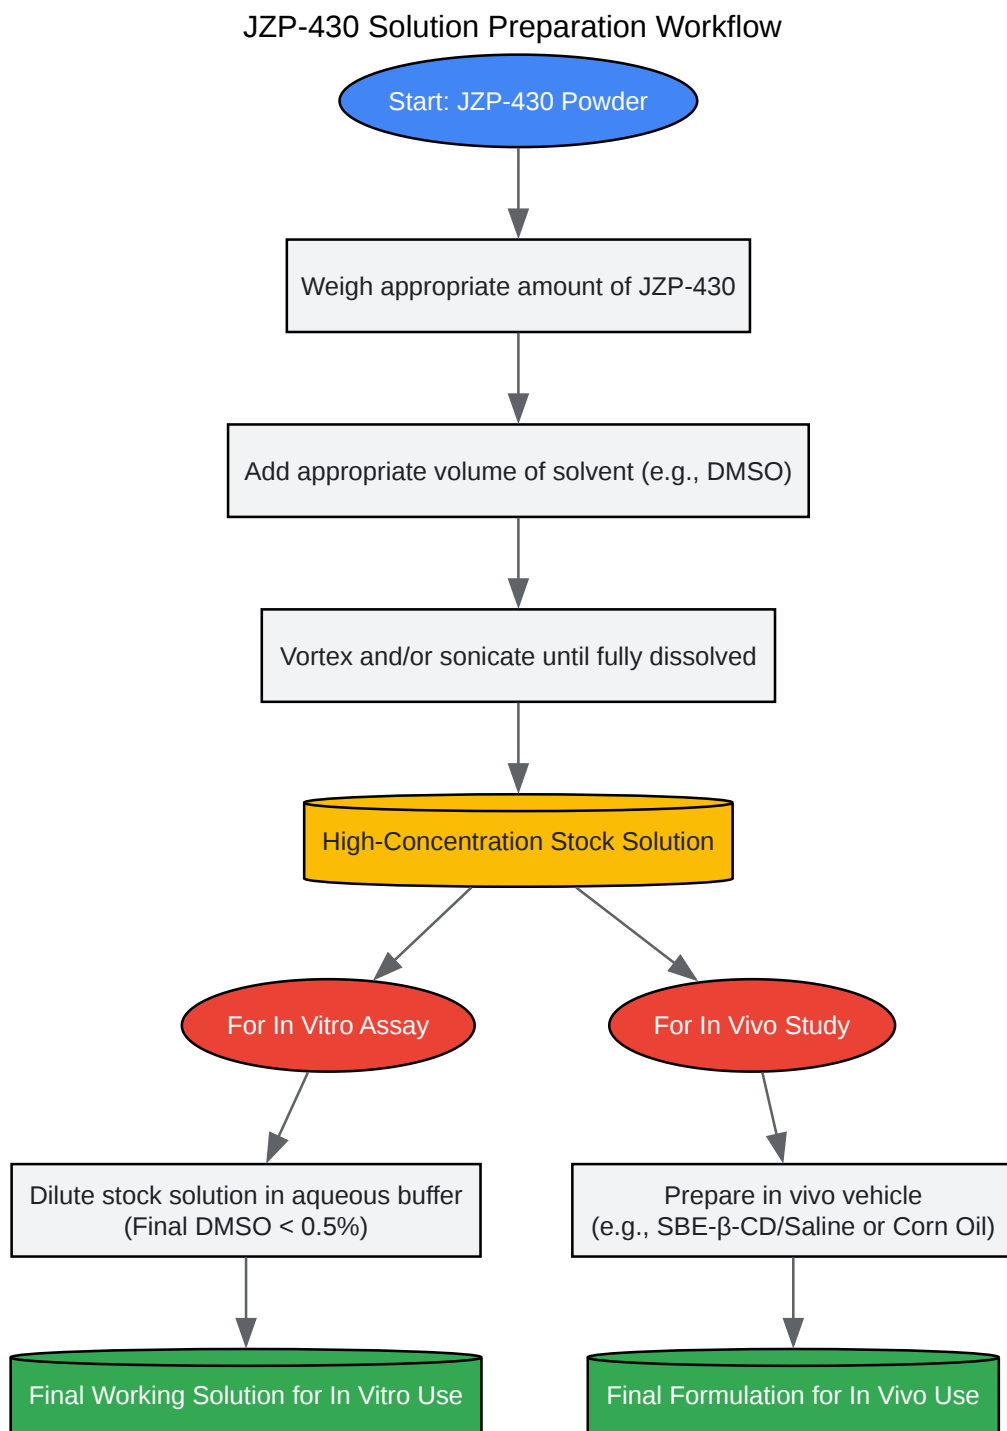 JZP-430 Solution Preparation Workflow
Start: JZP-430 Powder
Weigh appropriate amount of JZP-430
Add appropriate volume of solvent (e.g., DMSO)
Vortex and/or sonicate until fully dissolved
High-Concentration Stock Solution
For In Vitro Assay
For In Vivo Study
Dilute stock solution in aqueous buffer
(Final DMSO < 0.5%)
Prepare in vivo vehicle
(e.g., SBE-β-CD/Saline or Corn Oil)
Final Working Solution for In Vitro Use
Final Formulation for In Vivo Use